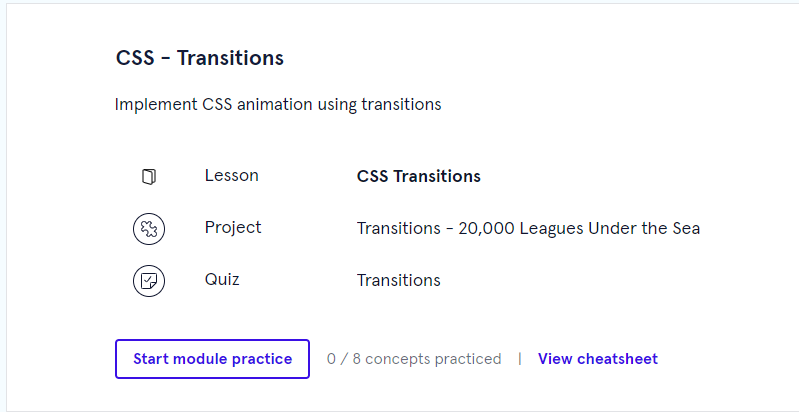 CSS - Transitions
Implement CSS animation using transitions
Lesson CSS Transitions
Project Transitions - 20,000 Leagues Under the Sea
Quiz Transitions
Start module practice 0 / 8 concepts practiced | View cheatsheet